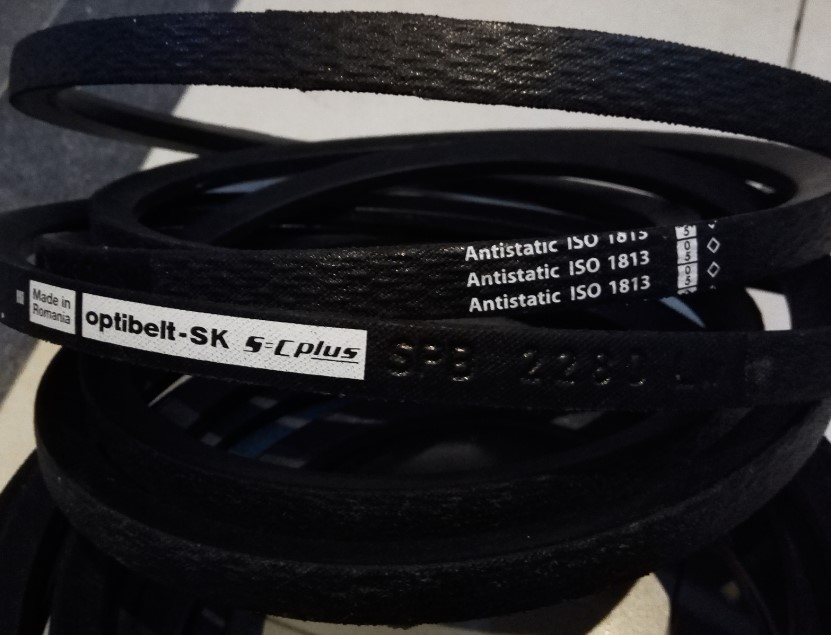 Antistatic ISO 1813
Antistatic ISO 1813
Antistatic ISO 1813
Made in
Romania
optibelt-SK S=C plus
SPB 2280